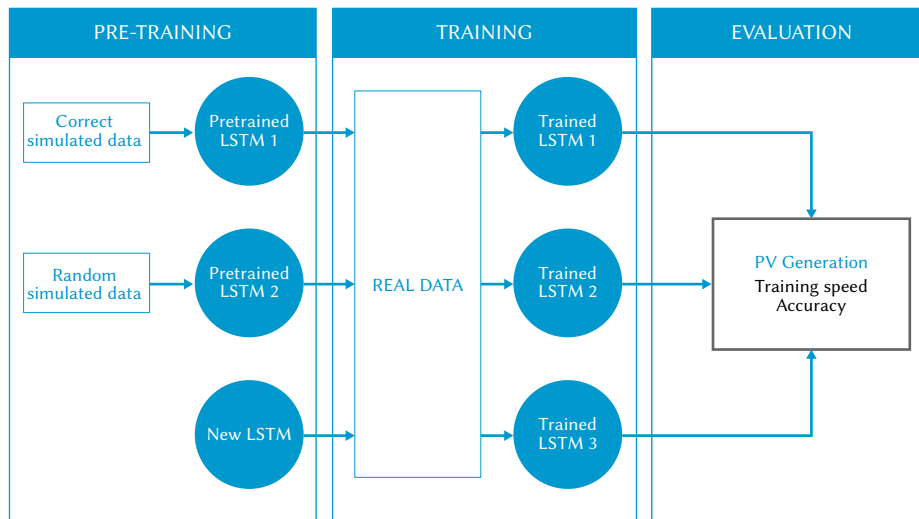 PRE-TRAINING
TRAINING
EVALUATION
Correct
simulated data
Pretrained
LSTM 1
Trained
LSTM 1
Random
simulated data
Pretrained
LSTM 2
REAL DATA
Trained
LSTM 2
PV Generation
Training speed
Accuracy
New LSTM
Trained
LSTM 3